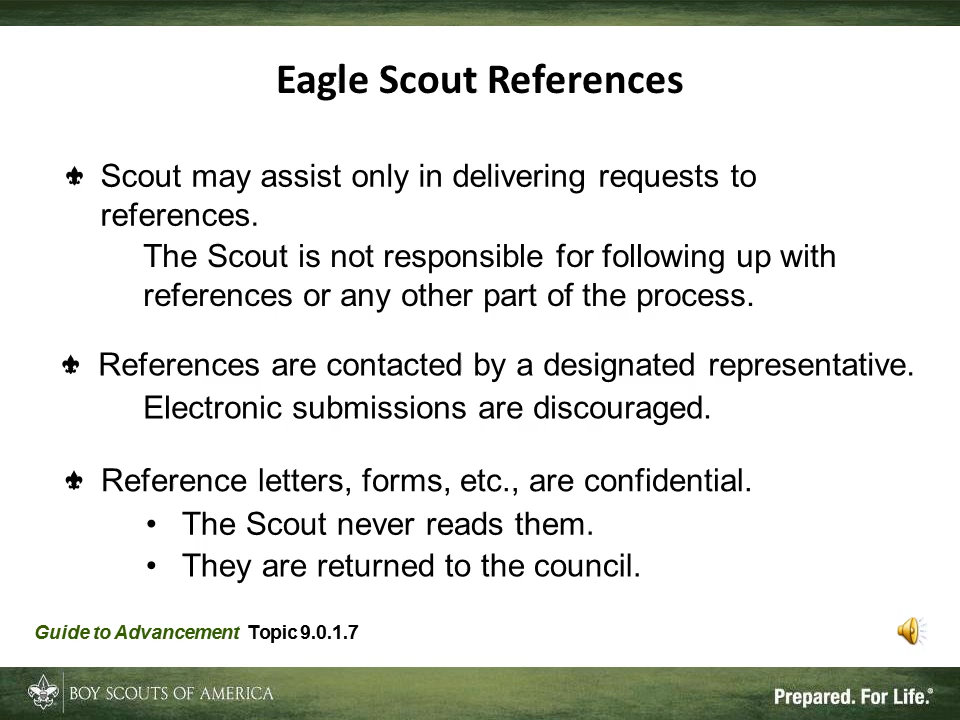 Eagle Scout References
Scout may assist only in delivering requests to
references.
The Scout is not responsible for following up with
references or any other part of the process.
References are contacted by a designated representative.
Electronic submissions are discouraged.
Reference letters, forms, etc., are confidential.
• The Scout never reads them.
• They are returned to the council.
Guide to Advancement Topic 9.0.1.7
BOY SCOUTS OF AMERICA
Prepared. For Life.®